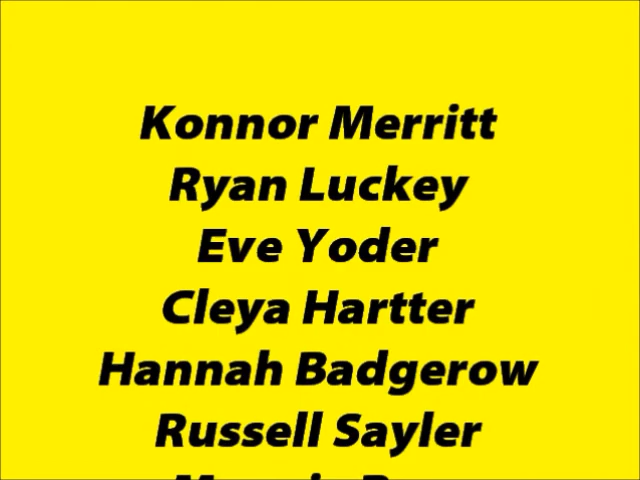 Konnor Merritt
Ryan Luckey
Eve Yoder
Cleya Hartter
Hannah Badgerow
Russell Sayler